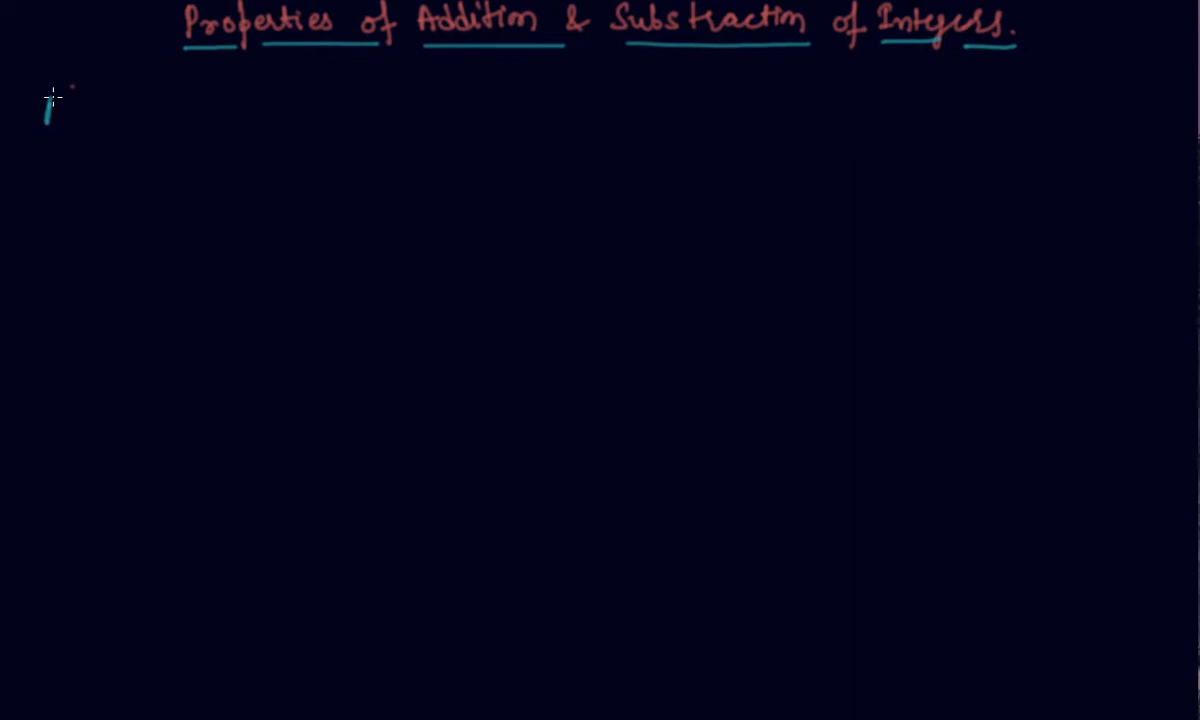 Properties of Addition & Substraction of Integers.